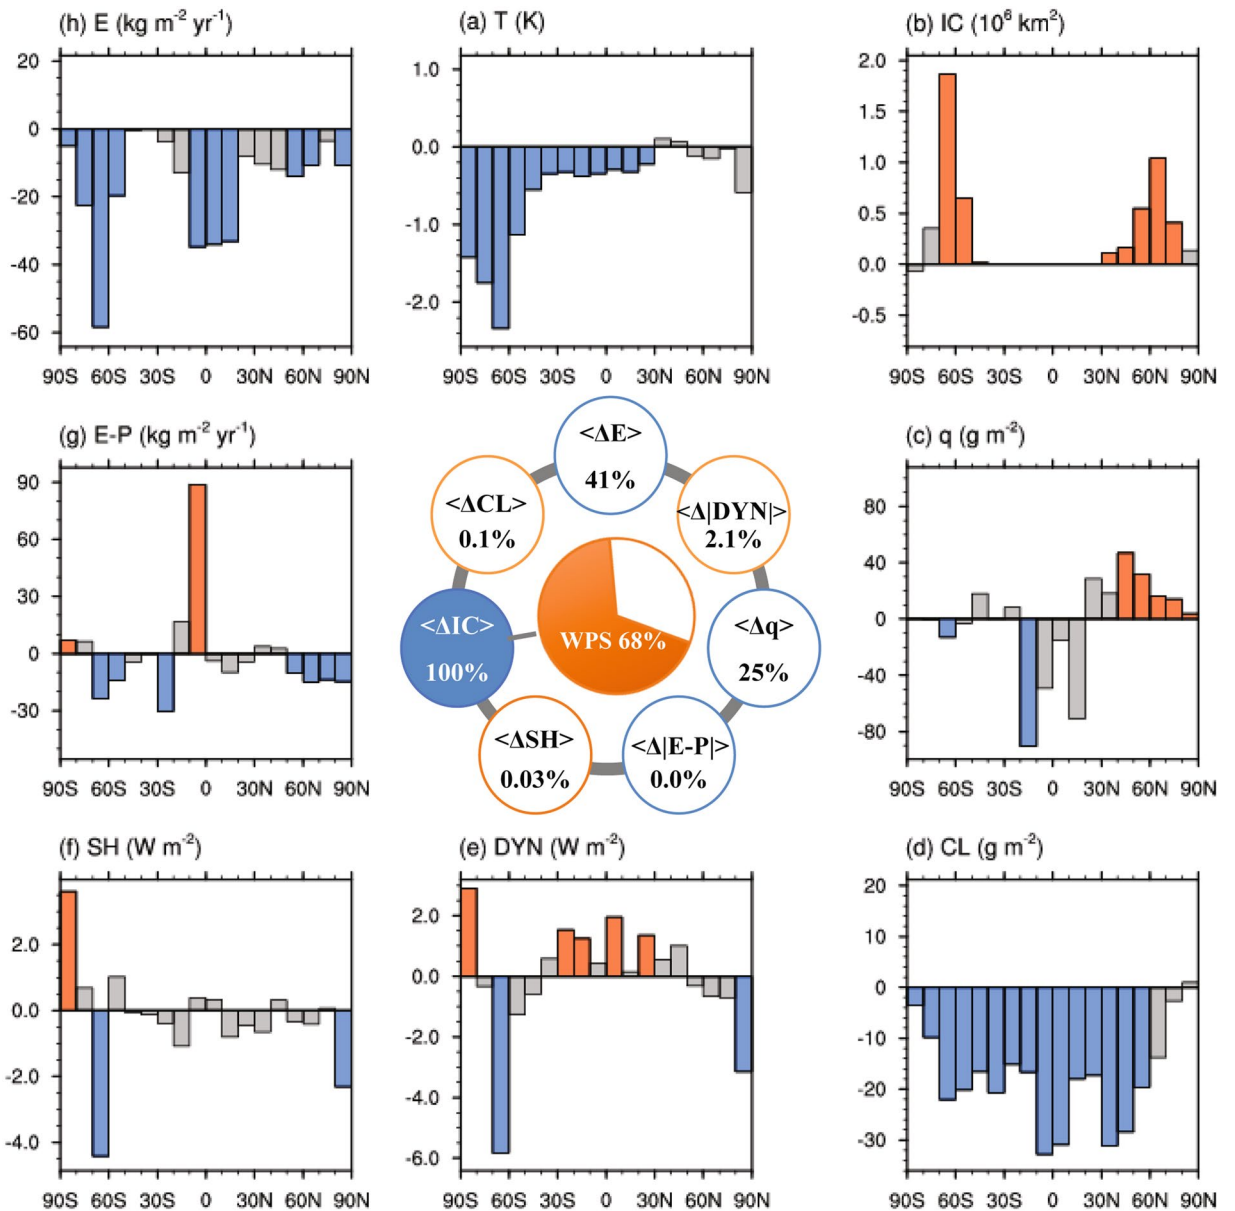 (h) E (kg m⁻² yr⁻¹)
20
0
-20
-40
-60
90S 60S 30S 0 30N 60N 90N
(a) T (K)
1.0
0.0
-1.0
-2.0
90S 60S 30S 0 30N 60N 90N
(b) IC (10⁶ km²)
2.0
1.5
1.0
0.5
0.0
-0.5
90S 60S 30S 0 30N 60N 90N
(g) E-P (kg m⁻² yr⁻¹)
90
60
30
0
-30
90S 60S 30S 0 30N 60N 90N
<ΔE>
41%
<ΔCL>
0.1%
<Δ|DYN|>
2.1%
<ΔIC>
100%
WPS 68%
<Δq>
25%
<ΔSH>
0.03%
<Δ|E-P|>
0.0%
(c) q (g m⁻²)
80
40
0
-40
-80
90S 60S 30S 0 30N 60N 90N
(f) SH (W m⁻²)
2.0
0.0
-2.0
-4.0
90S 60S 30S 0 30N 60N 90N
(e) DYN (W m⁻²)
2.0
0.0
-2.0
-4.0
-6.0
90S 60S 30S 0 30N 60N 90N
(d) CL (g m⁻²)
20
10
0
-10
-20
-30
90S 60S 30S 0 30N 60N 90N